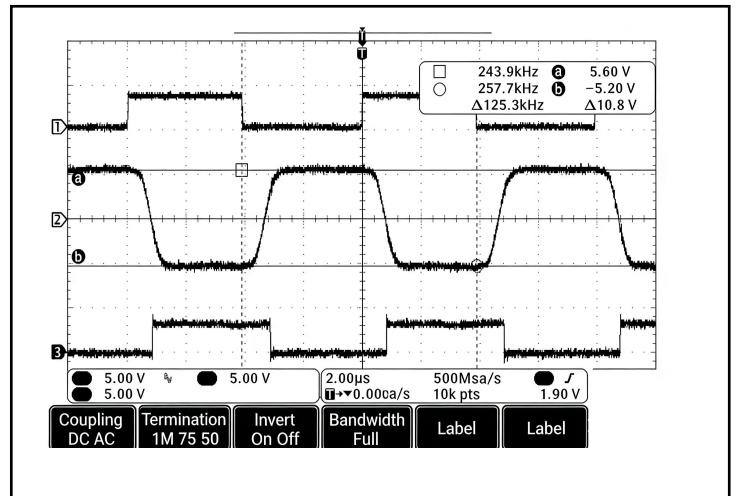 T
T
243.9kHz a 5.60 V
257.7kHz b −5.20 V
Δ125.3kHz Δ10.8 V
1
a
2
b
3
5.00 V 5.00 V
5.00 V
2.00µs 500Msa/s
T→▼0.00 10k pts 1.90 V
Coupling
DC AC
Termination
1M 75 50
Invert
On Off
Bandwidth
Full
Label
Label